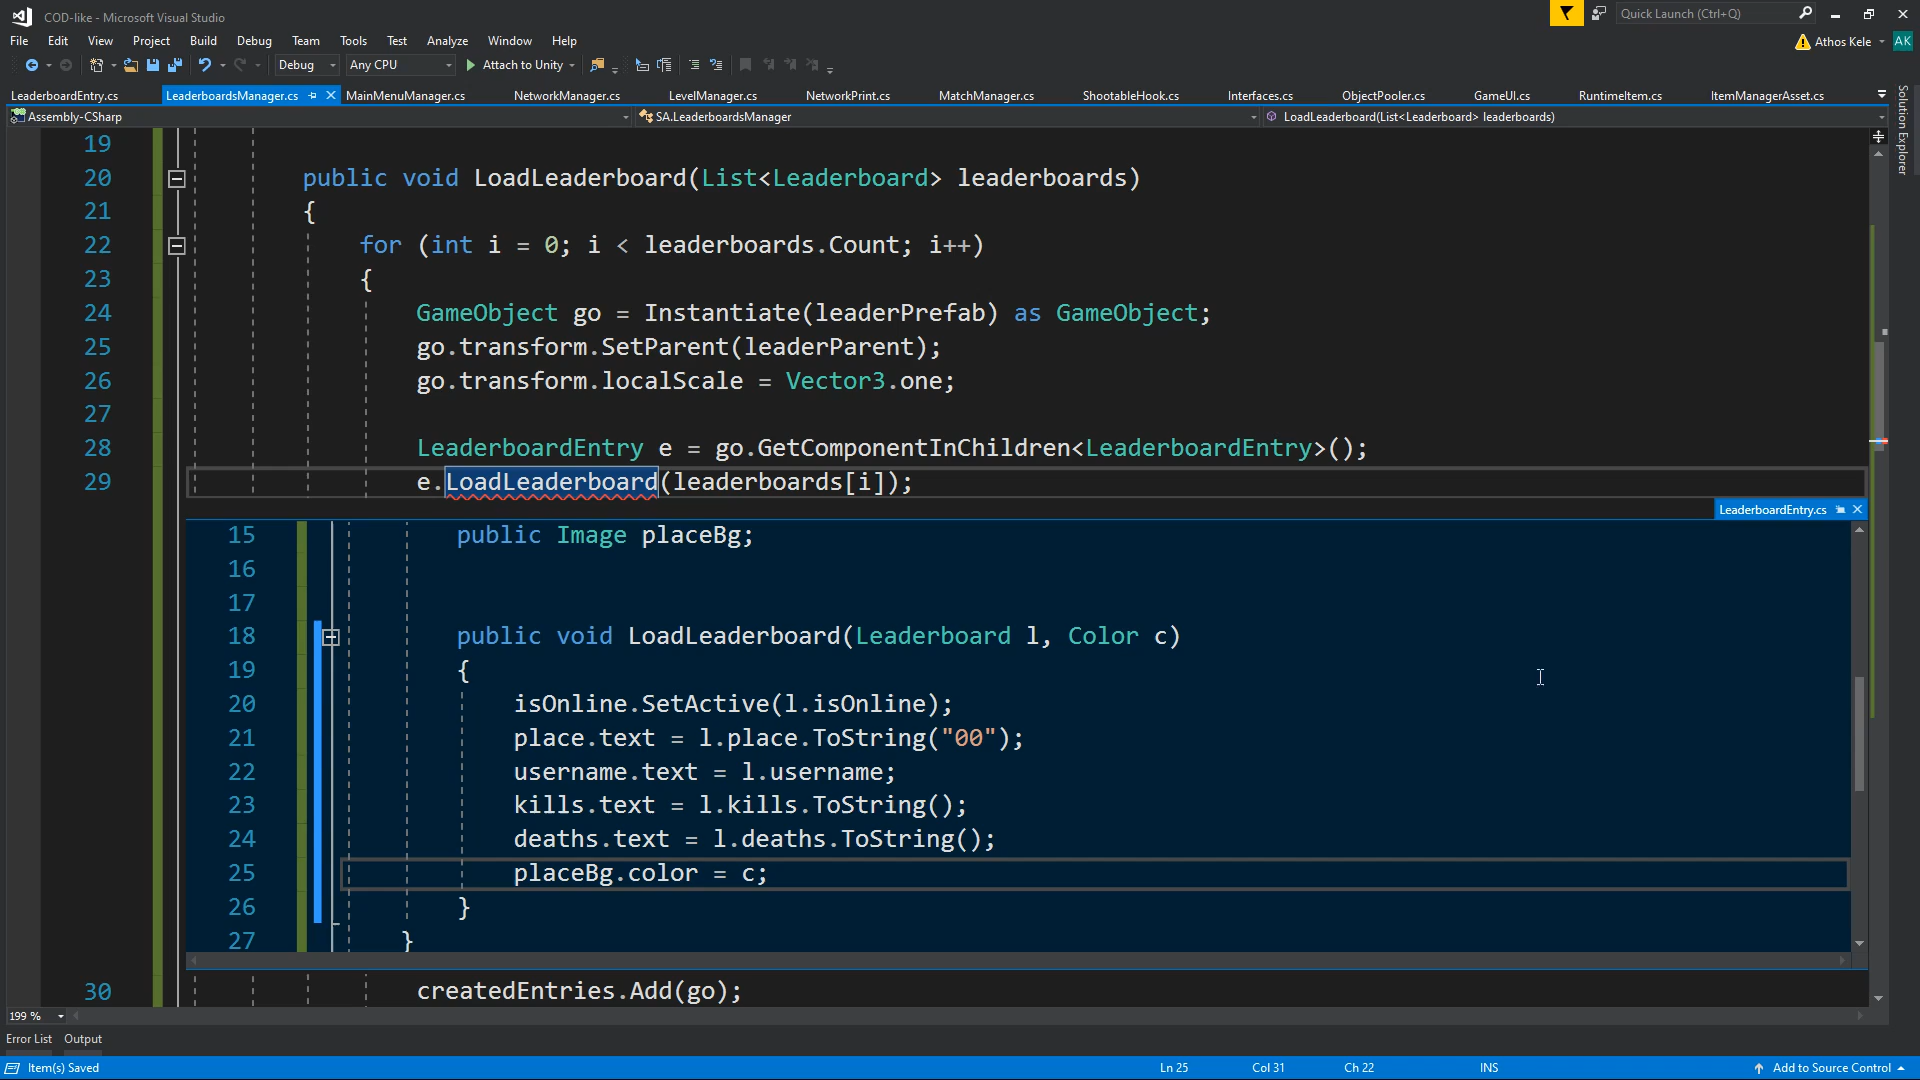 COD-like - Microsoft Visual Studio
Quick Launch (Ctrl+Q)
File Edit View Project Build Debug Team Tools Test Analyze Window Help
Athos Kele AK
Debug Any CPU Attach to Unity
LeaderboardEntry.cs LeaderboardsManager.cs MainMenuManager.cs NetworkManager.cs LevelManager.cs NetworkPrint.cs MatchManager.cs ShootableHook.cs Interfaces.cs ObjectPooler.cs GameUI.cs RuntimeItem.cs ItemManagerAsset.cs
Assembly-CSharp SA.LeaderboardsManager LoadLeaderboard(List<Leaderboard> leaderboards)
Solution Explorer
19
20 public void LoadLeaderboard(List<Leaderboard> leaderboards)
21 {
22 for (int i = 0; i < leaderboards.Count; i++)
23 {
24 GameObject go = Instantiate(leaderPrefab) as GameObject;
25 go.transform.SetParent(leaderParent);
26 go.transform.localScale = Vector3.one;
27
28 LeaderboardEntry e = go.GetComponentInChildren<LeaderboardEntry>();
29 e.LoadLeaderboard(leaderboards[i]);
LeaderboardEntry.cs
15 public Image placeBg;
16
17
18 public void LoadLeaderboard(Leaderboard l, Color c)
19 {
20 isOnline.SetActive(l.isOnline);
21 place.text = l.place.ToString("00");
22 username.text = l.username;
23 kills.text = l.kills.ToString();
24 deaths.text = l.deaths.ToString();
25 placeBg.color = c;
26 }
27 }
30 createdEntries.Add(go);
199 %
Error List Output
Item(s) Saved Ln 25 Col 31 Ch 22 INS Add to Source Control